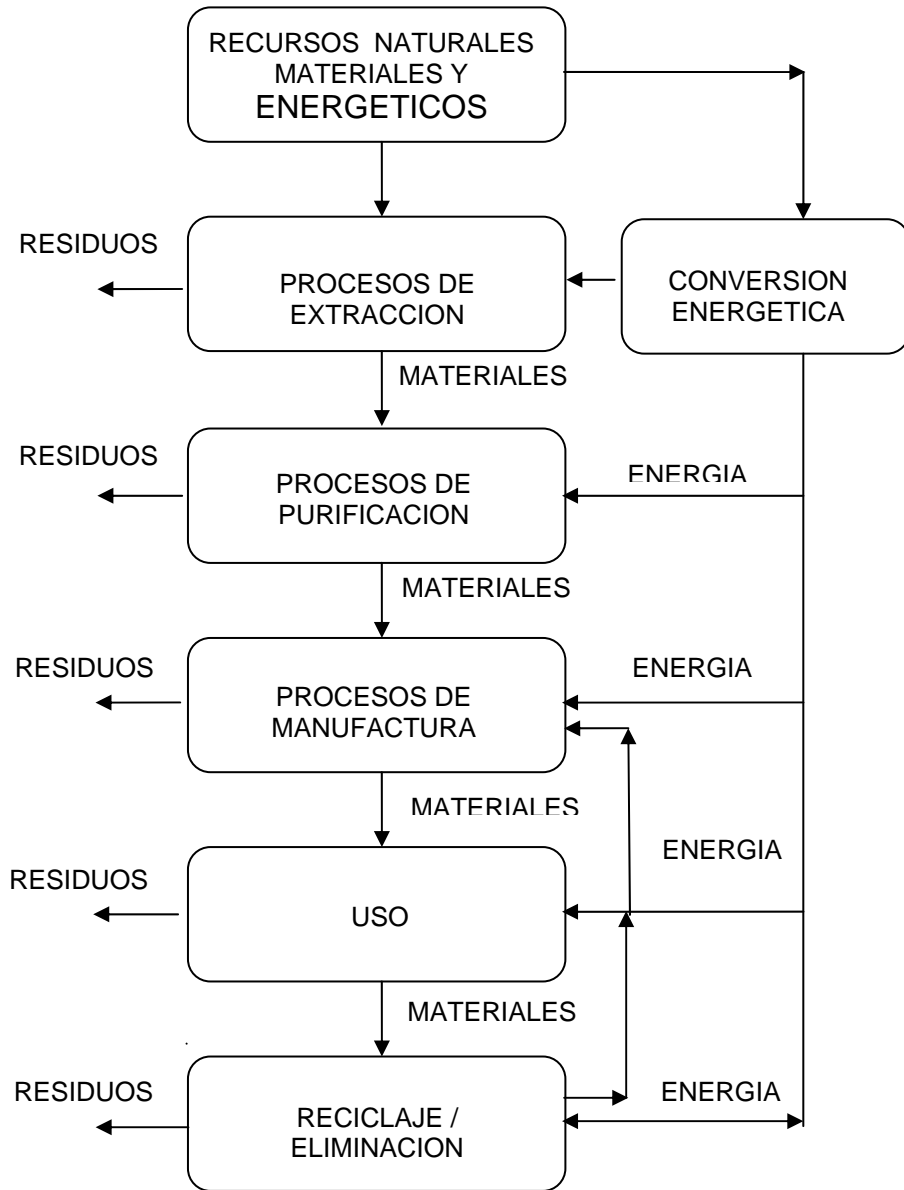 RECURSOS NATURALES
MATERIALES Y
ENERGETICOS
RESIDUOS
PROCESOS DE
EXTRACCION
CONVERSION
ENERGETICA
MATERIALES
RESIDUOS
PROCESOS DE
PURIFICACION
ENERGIA
MATERIALES
RESIDUOS
PROCESOS DE
MANUFACTURA
ENERGIA
MATERIALES
RESIDUOS
USO
ENERGIA
MATERIALES
RESIDUOS
RECICLAJE /
ELIMINACION
ENERGIA